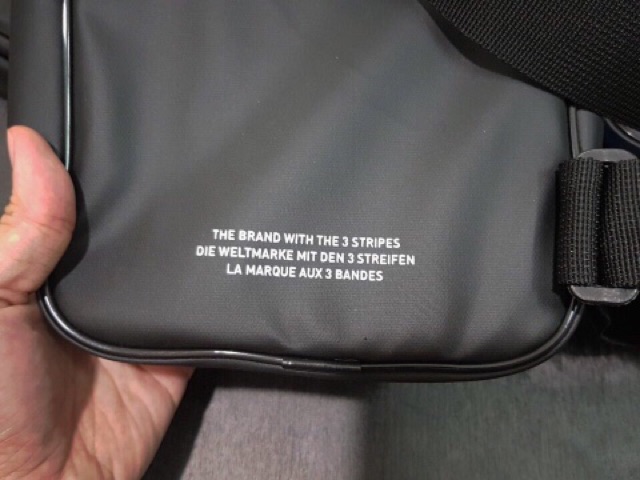 THE BRAND WITH THE 3 STRIPES
DIE WELTMARKE MIT DEN 3 STREIFEN
LA MARQUE AUX 3 BANDES